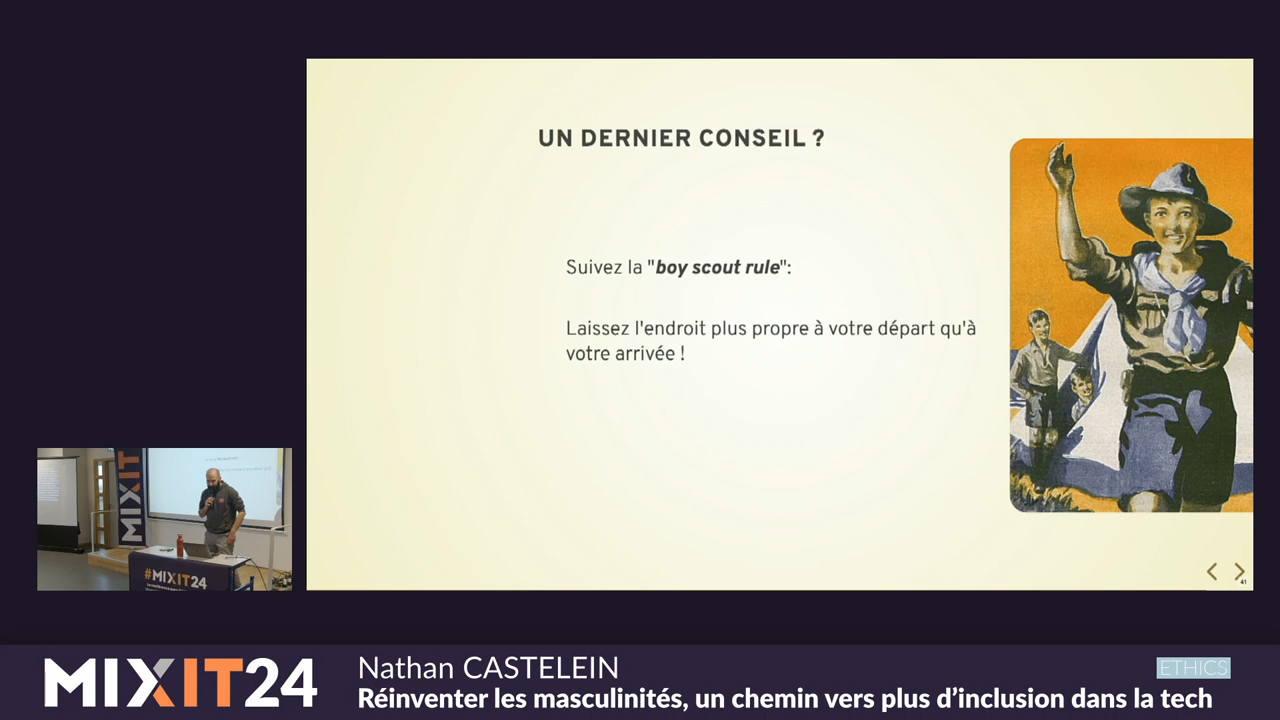 UN DERNIER CONSEIL ?
Suivez la "boy scout rule":
Laissez l'endroit plus propre à votre départ qu'à
votre arrivée !
41
MIXIT
#MIXIT24
MIXIT24
Nathan CASTELEIN
ETHICS
Réinventer les masculinités, un chemin vers plus d’inclusion dans la tech